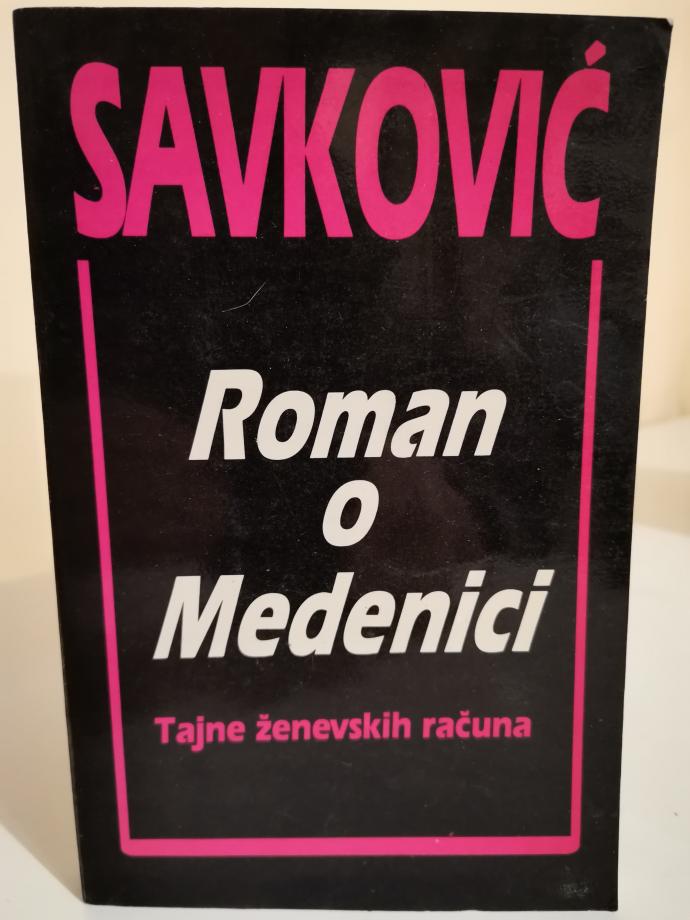 SAVKOVIĆ
Roman
o
Medenici
Tajne ženevskih računa